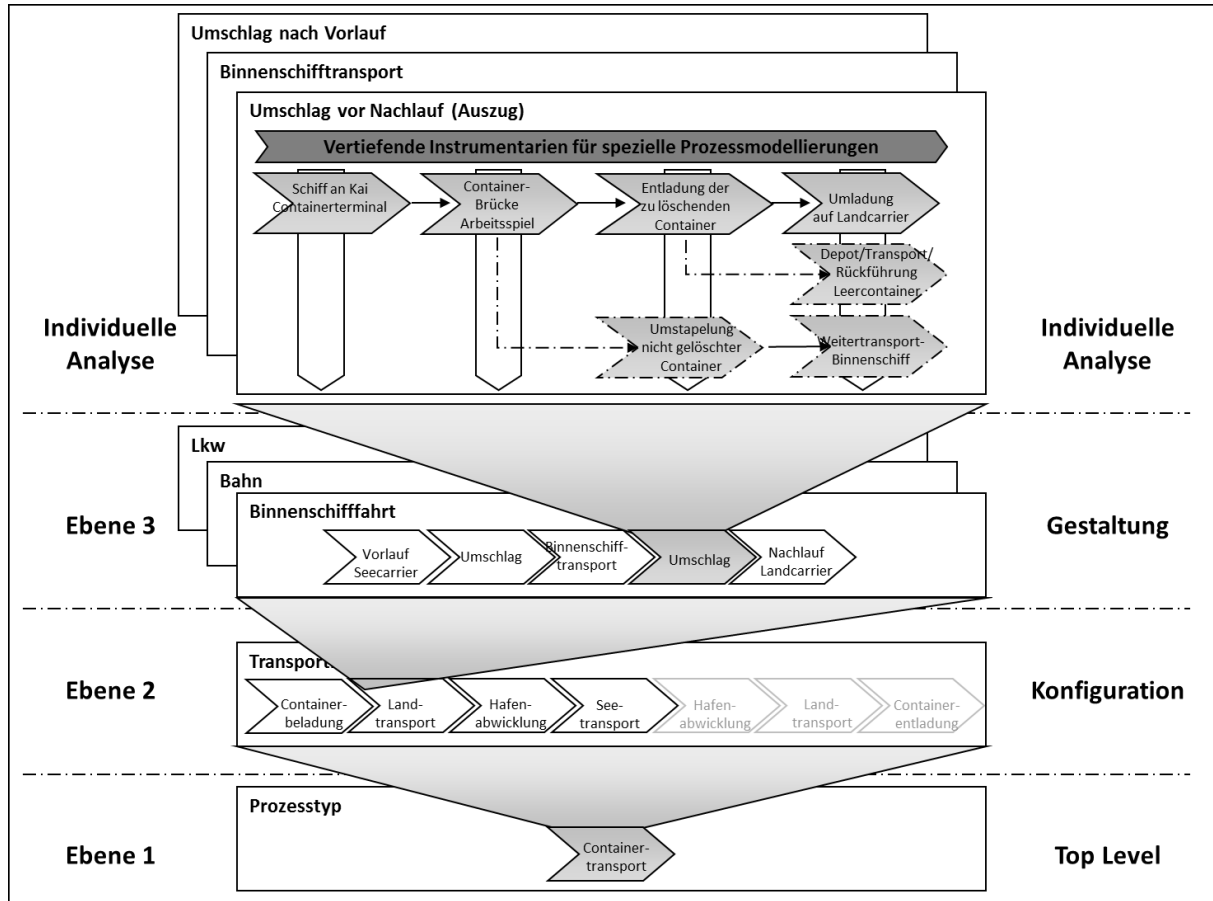 Umschlag nach Vorlauf
Binnenschifftransport
Umschlag vor Nachlauf (Auszug)
Vertiefende Instrumentarien für spezielle Prozessmodellierungen
Schiff an Kai
Containerterminal
Container-
Brücke
Arbeitsspiel
Entladung der
zu löschenden
Container
Umladung
auf Landcarrier
Depot/Transport/
Rückführung
Leercontainer
Umstapelung
nicht gelöschter
Container
Weitertransport-
Binnenschiff
Individuelle
Analyse
Individuelle
Analyse
Lkw
Bahn
Binnenschifffahrt
Ebene 3
Vorlauf
Seecarrier
Umschlag
Binnenschiff-
transport
Umschlag
Nachlauf
Landcarrier
Gestaltung
Ebene 2
Transport
Container-
beladung
Land-
transport
Hafen-
abwicklung
See-
transport
Hafen-
abwicklung
Land-
transport
Container-
entladung
Konfiguration
Prozesstyp
Ebene 1
Container-
transport
Top Level